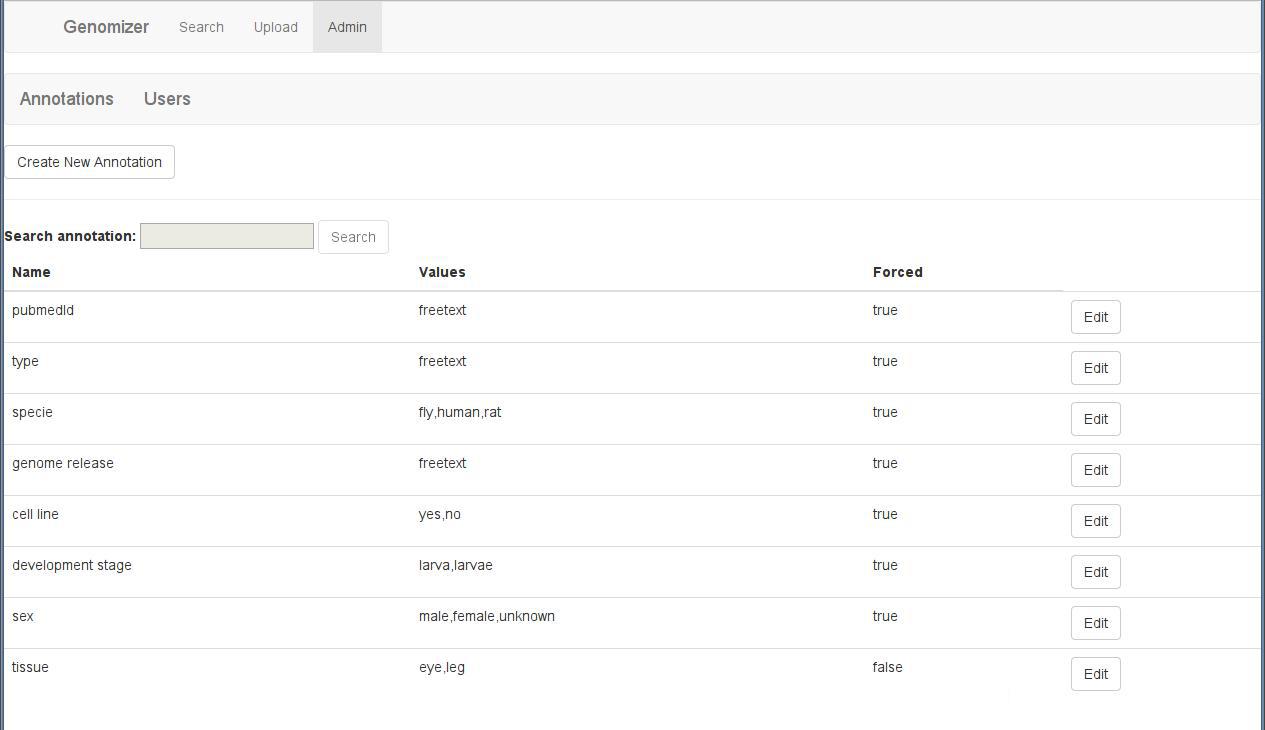 Genomizer Search Upload Admin
Annotations Users
Create New Annotation
Search annotation: Search
Name Values Forced
pubmedId freetext true Edit
type freetext true Edit
specie fly,human,rat true Edit
genome release freetext true Edit
cell line yes,no true Edit
development stage larva,larvae true Edit
sex male,female,unknown true Edit
tissue eye,leg false Edit